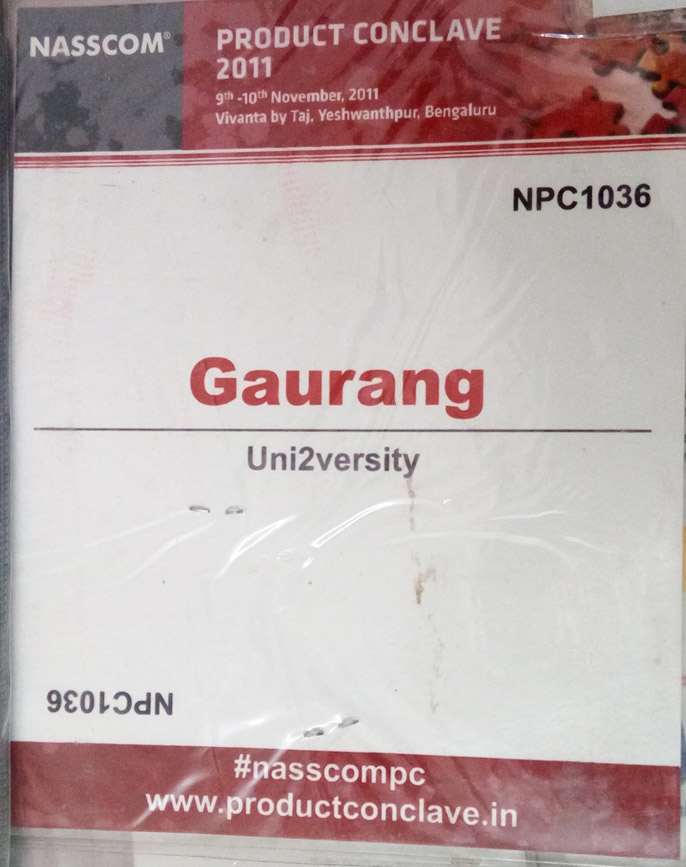 NASSCOM®
PRODUCT CONCLAVE
2011
9th -10th November, 2011
Vivanta by Taj, Yeshwanthpur, Bengaluru
NPC1036
Gaurang
Uni2versity
NPC1036
#nasscompc
www.productconclave.in